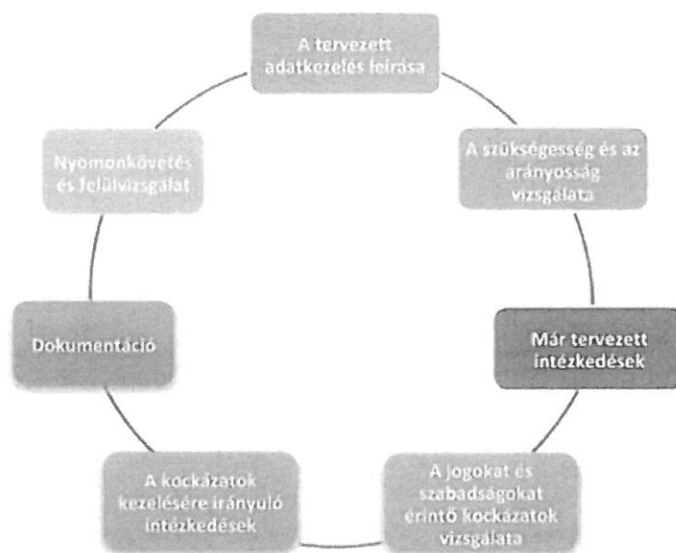 A tervezett
adatkezelés leírása
A szükségesség és az
arányosság
vizsgálata
Már tervezett
intézkedések
A jogokat és
szabadságokat
érintő kockázatok
vizsgálata
A kockázatok
kezelésére irányuló
intézkedések
Dokumentáció
Nyomonkövetés
és felülvizsgálat